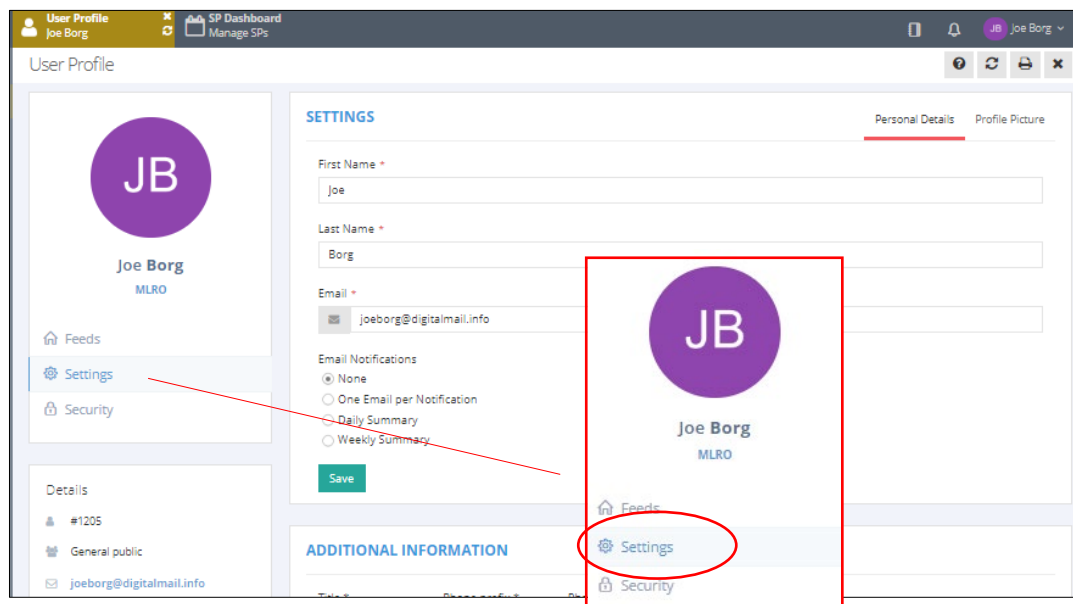 User Profile
Joe Borg
SP Dashboard
Manage SPs
JB Joe Borg
User Profile
JB
Joe Borg
MLRO
Feeds
Settings
Security
Details
#1205
General public
joeborg@digitalmail.info
SETTINGS
Personal Details Profile Picture
First Name *
Joe
Last Name *
Borg
Email *
joeborg@digitalmail.info
Email Notifications
None
One Email per Notification
Daily Summary
Weekly Summary
Save
ADDITIONAL INFORMATION
Title * Phone prefix *
JB
Joe Borg
MLRO
Feeds
Settings
Security